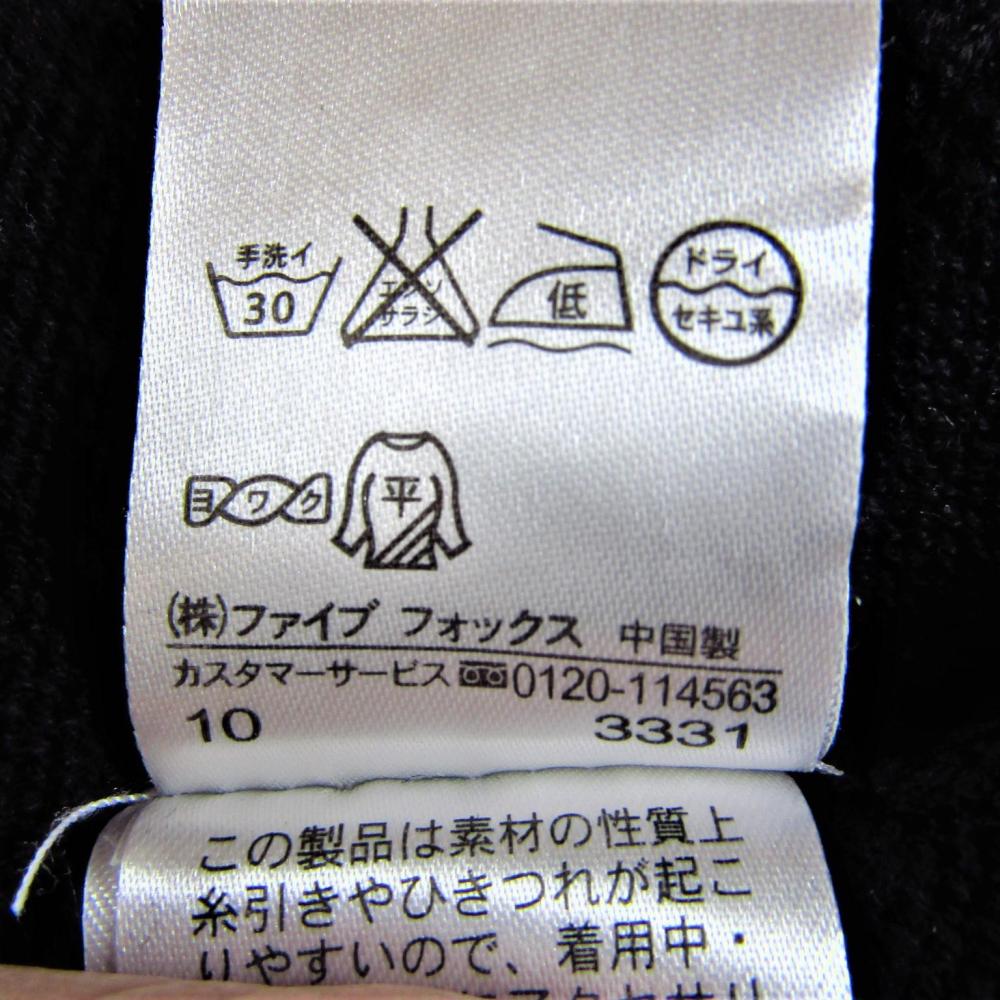 手洗イ
30
エンソ
サラシ
低
ドライ
セキユ系
ヨワク
平
(株)ファイブ フォックス 中国製
カスタマーサービス 0120-114563
10 3331
この製品は素材の性質上
糸引きやひきつれが起こ
りやすいので、着用中・